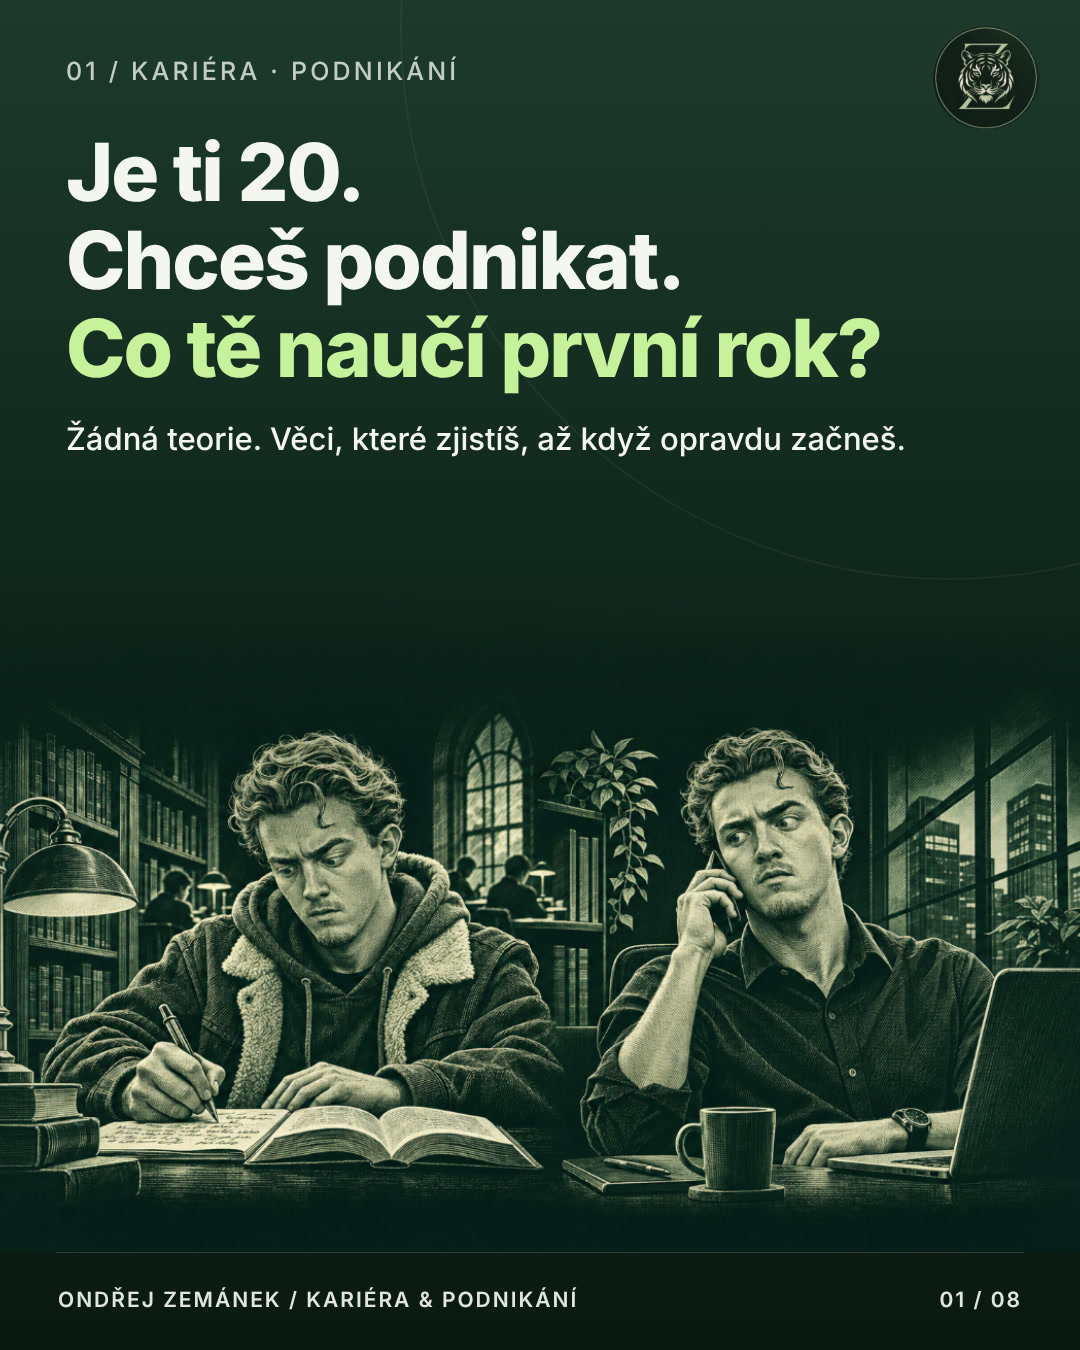 01 / KARIÉRA · PODNIKÁNÍ
Je ti 20.
Chceš podnikat.
Co tě naučí první rok?
Žádná teorie. Věci, které zjistíš, až když opravdu začneš.
ONDŘEJ ZEMÁNEK / KARIÉRA & PODNIKÁNÍ
01 / 08